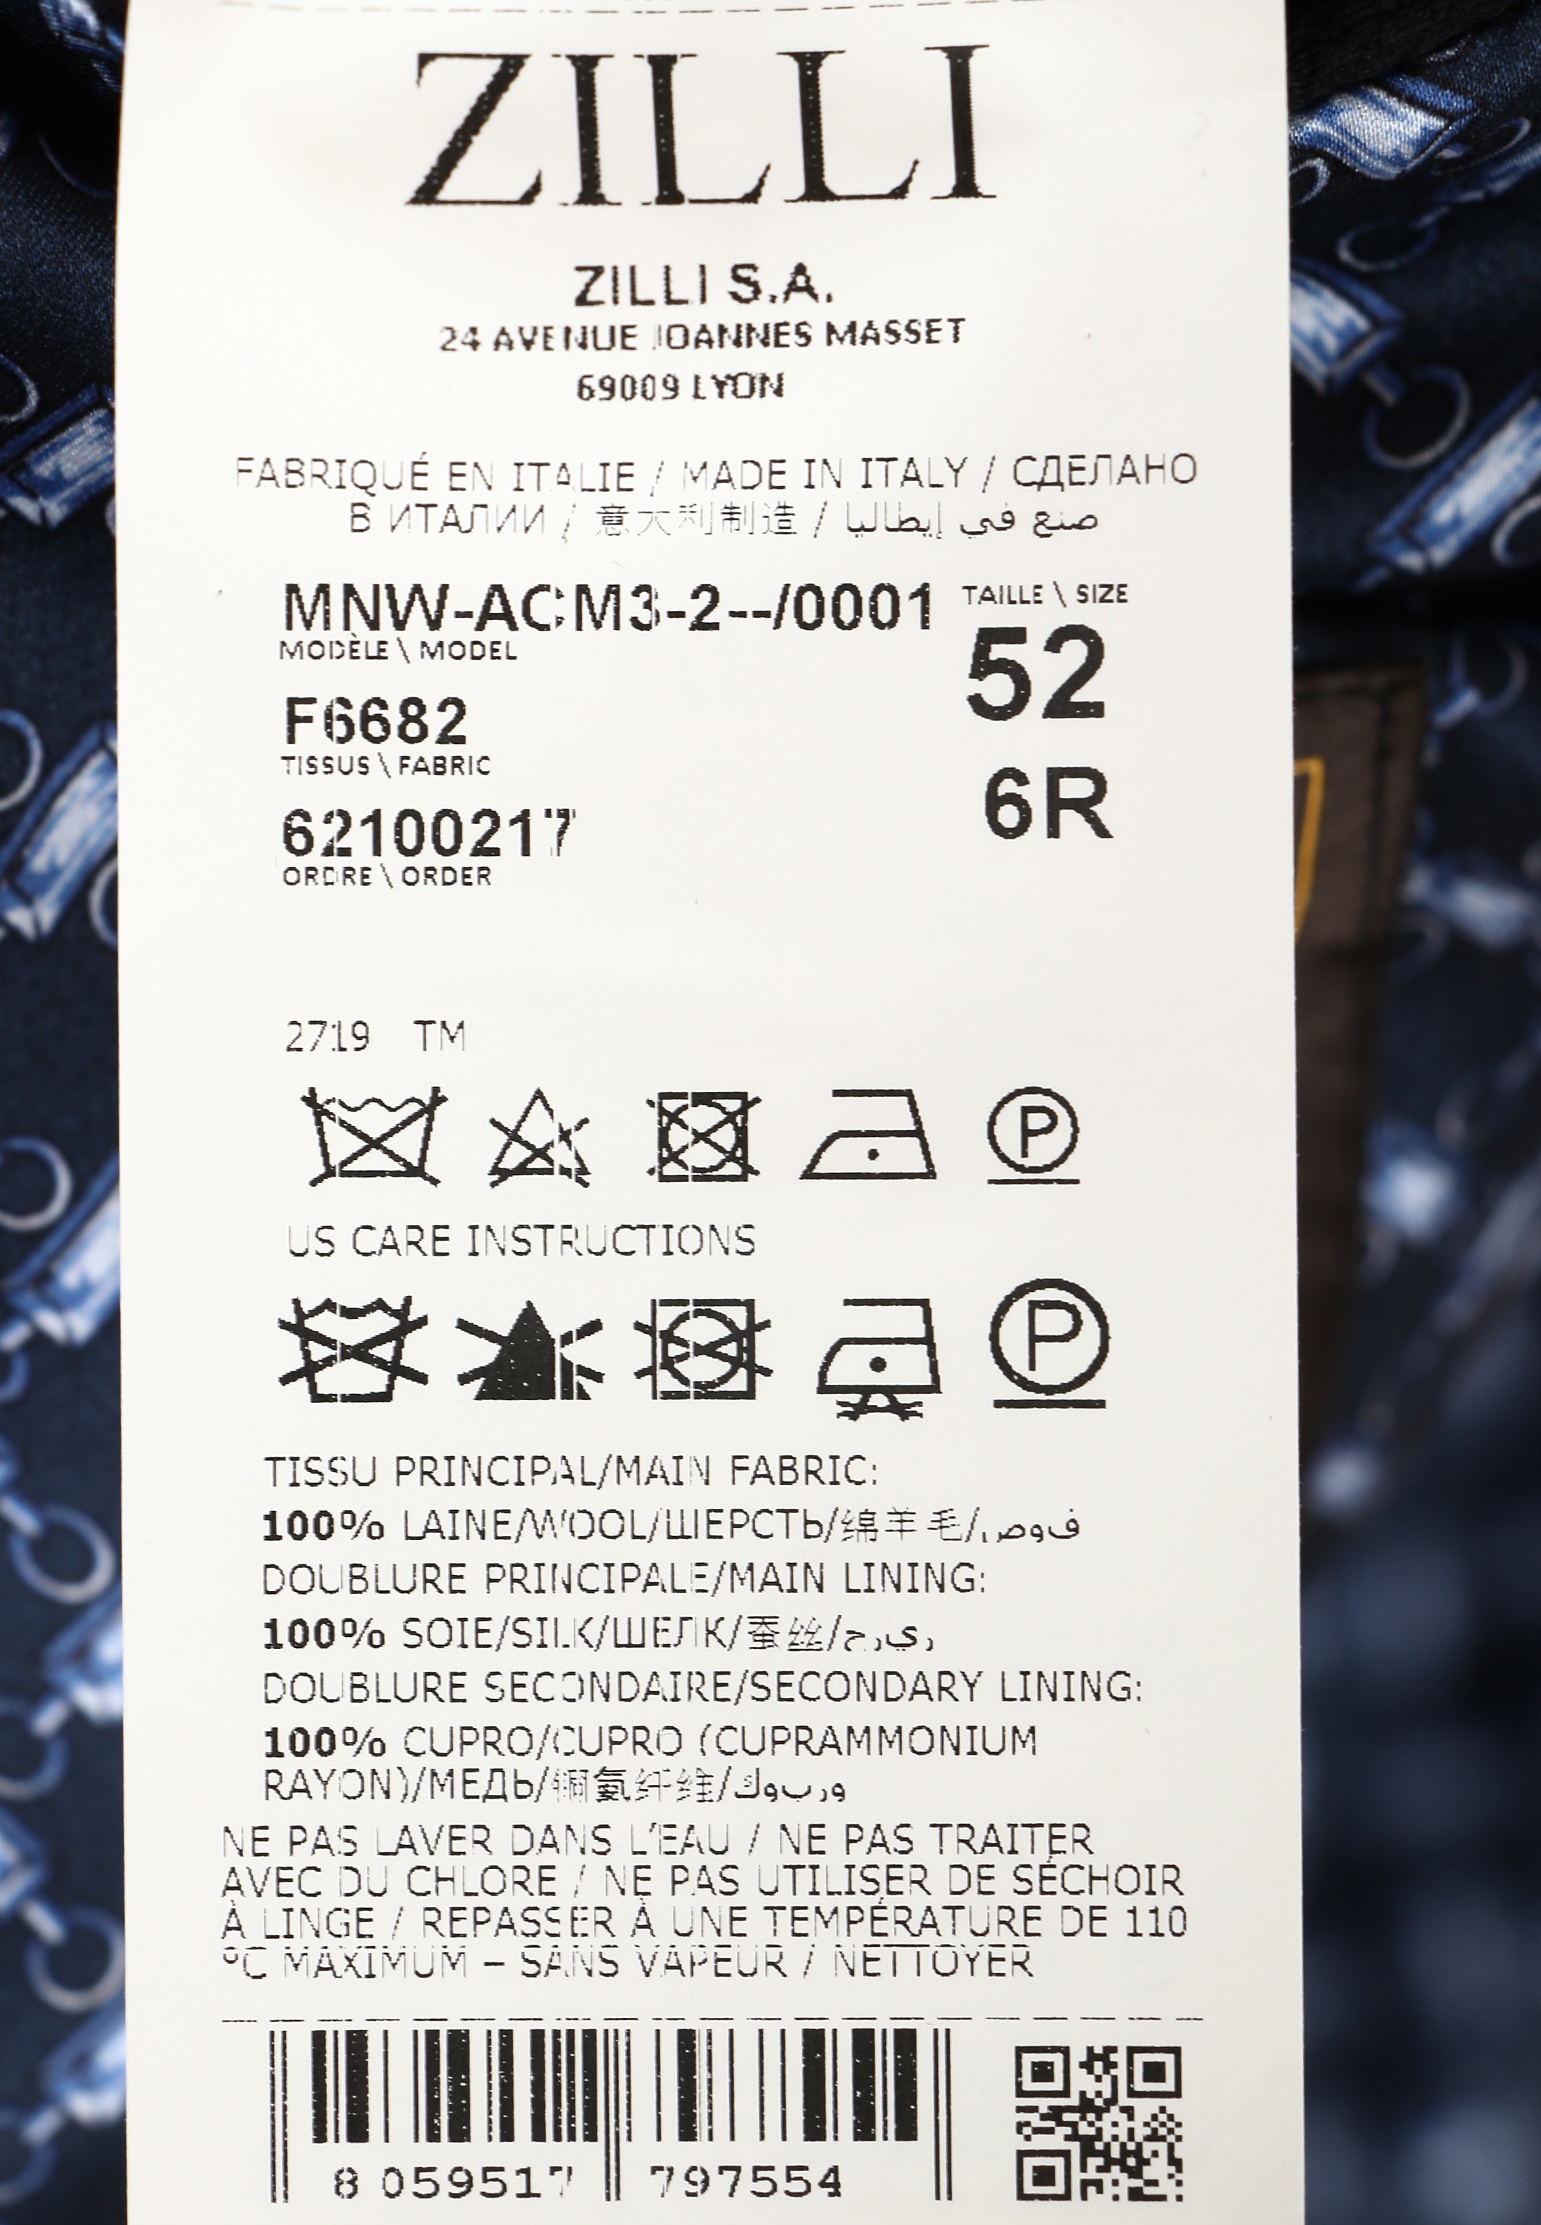 ZILLI
ZILLI S.A.
24 AVENUE JOANNES MASSET
69009 LYON
FABRIQUÉ EN ITALIE / MADE IN ITALY / СДЕЛАНО
В ИТАЛИИ / 意大利制造 / صنع في إيطاليا
MNW-ACM3-2--/0001
MODÈLE \ MODEL
TAILLE \ SIZE
52
6R
F6682
TISSUS \ FABRIC
62100217
ORDRE \ ORDER
2719 TM
P
US CARE INSTRUCTIONS
P
TISSU PRINCIPAL/MAIN FABRIC:
100% LAINE/WOOL/ШЕРСТЬ/绵羊毛/فوص
DOUBLURE PRINCIPALE/MAIN LINING:
100% SOIE/SILK/ШЕЛК/蚕丝/ريرح
DOUBLURE SECONDAIRE/SECONDARY LINING:
100% CUPRO/CUPRO (CUPRAMMONIUM
RAYON)/МЕДЬ/铜氨纤维/وربوك
NE PAS LAVER DANS L'EAU / NE PAS TRAITER
AVEC DU CHLORE / NE PAS UTILISER DE SÉCHOIR
À LINGE / REPASSER À UNE TEMPÉRATURE DE 110
°C MAXIMUM – SANS VAPEUR / NETTOYER
8 059517 797554